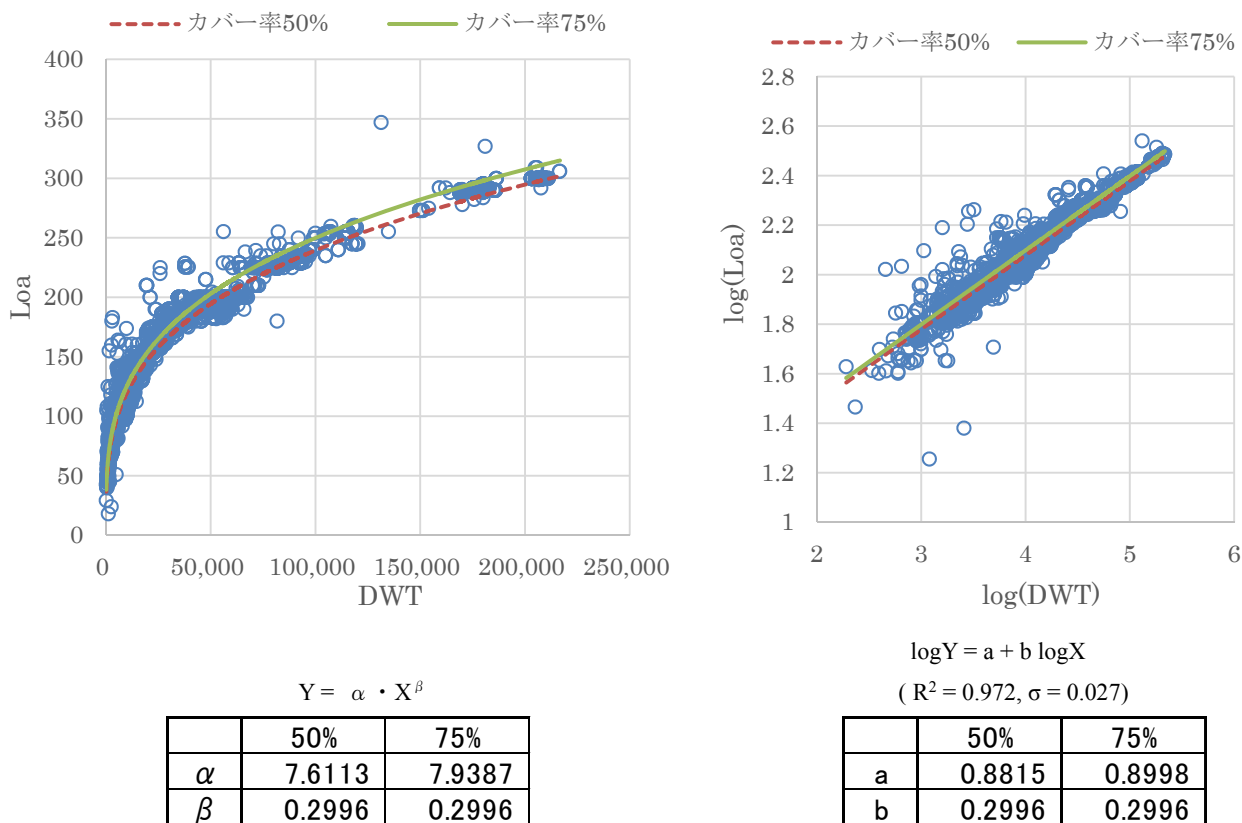 カバー率50% カバー率75%
400
350
300
250
200
150
100
50
0
Loa
0 50,000 100,000 150,000 200,000 250,000
DWT
カバー率50% カバー率75%
2.8
2.6
2.4
2.2
2
1.8
1.6
1.4
1.2
1
log(Loa)
2 3 4 5 6
log(DWT)
Y = α ・ X^β
50% 75%
α 7.6113 7.9387
β 0.2996 0.2996
logY = a + b logX
( R² = 0.972, σ = 0.027)
50% 75%
a 0.8815 0.8998
b 0.2996 0.2996